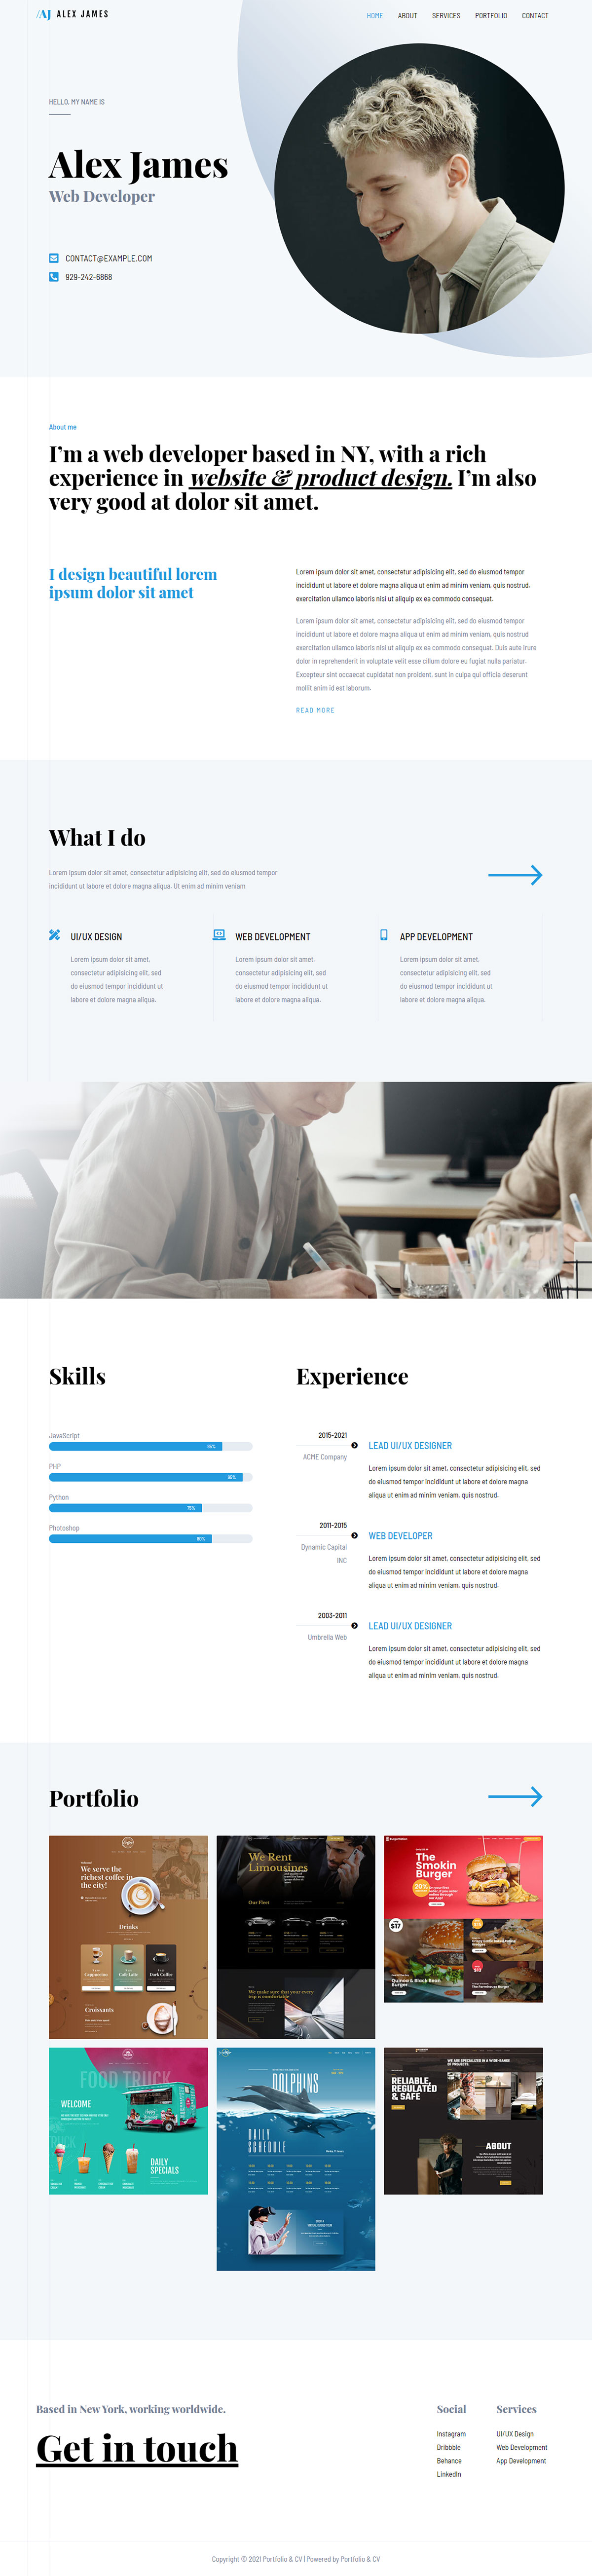 /AJ ALEX JAMES
HOME ABOUT SERVICES PORTFOLIO CONTACT
HELLO, MY NAME IS
Alex James
Web Developer
CONTACT@EXAMPLE.COM
929-242-6868
About me
I'm a web developer based in NY, with a rich
experience in website & product design. I'm also
very good at dolor sit amet.
I design beautiful lorem
ipsum dolor sit amet
Lorem ipsum dolor sit amet, consectetur adipisicing elit, sed do eiusmod tempor
incididunt ut labore et dolore magna aliqua ut enim ad minim veniam, quis nostrud,
exercitation ullamco laboris nisi ut aliquip ex ea commodo consequat.
Lorem ipsum dolor sit amet, consectetur adipisicing elit, sed do eiusmod tempor
incididunt ut labore et dolore magna aliqua ut enim ad minim veniam, quis nostrud
exercitation ullamco laboris nisi ut aliquip ex ea commodo consequat. Duis aute irure
dolor in reprehenderit in voluptate velit esse cillum dolore eu fugiat nulla pariatur.
Excepteur sint occaecat cupidatat non proident, sunt in culpa qui officia deserunt
mollit anim id est laborum.
READ MORE
What I do
Lorem ipsum dolor sit amet, consectetur adipisicing elit, sed do eiusmod tempor
incididunt ut labore et dolore magna aliqua. Ut enim ad minim veniam
UI/UX DESIGN
Lorem ipsum dolor sit amet,
consectetur adipisicing elit, sed
do eiusmod tempor incididunt ut
labore et dolore magna aliqua.
WEB DEVELOPMENT
Lorem ipsum dolor sit amet,
consectetur adipisicing elit, sed
do eiusmod tempor incididunt ut
labore et dolore magna aliqua.
APP DEVELOPMENT
Lorem ipsum dolor sit amet,
consectetur adipisicing elit, sed
do eiusmod tempor incididunt ut
labore et dolore magna aliqua.
Skills
JavaScript
PHP
Python
Photoshop
80%
Experience
2015-2021
ACME Company
LEAD UI/UX DESIGNER
Lorem ipsum dolor sit amet, consectetur adipisicing elit, sed
do eiusmod tempor incididunt ut labore et dolore magna
aliqua ut enim ad minim veniam, quis nostrud.
2011-2015
Dynamic Capital
INC
WEB DEVELOPER
Lorem ipsum dolor sit amet, consectetur adipisicing elit, sed
do eiusmod tempor incididunt ut labore et dolore magna
aliqua ut enim ad minim veniam, quis nostrud.
2003-2011
Umbrella Web
LEAD UI/UX DESIGNER
Lorem ipsum dolor sit amet, consectetur adipisicing elit, sed
do eiusmod tempor incididunt ut labore et dolore magna
aliqua ut enim ad minim veniam, quis nostrud.
Portfolio
We serve the
richest coffee in
the city!
Drinks
Cappuccino
Cafe Latte
Dark Coffee
Croissants
We Rent
Limousines
Our Fleet
We make sure that your every
trip is comfortable
The
Smokin
Burger
20%
$17
Quinoa & Black Bean
Burger
FOOD TRUCK
WELCOME
DAILY
SPECIALS
DOLPHINS
DAILY
SCHEDULE
WE ARE SPECIALIZED IN A WIDE-RANGE
OF PROJECTS
RELIABLE,
REGULATED
& SAFE
ABOUT
Based in New York, working worldwide.
Get in touch
Social
Instagram
Dribbble
Behance
LinkedIn
Services
UI/UX Design
Web Development
App Development
Copyright © 2021 Portfolio & CV | Powered by Portfolio & CV